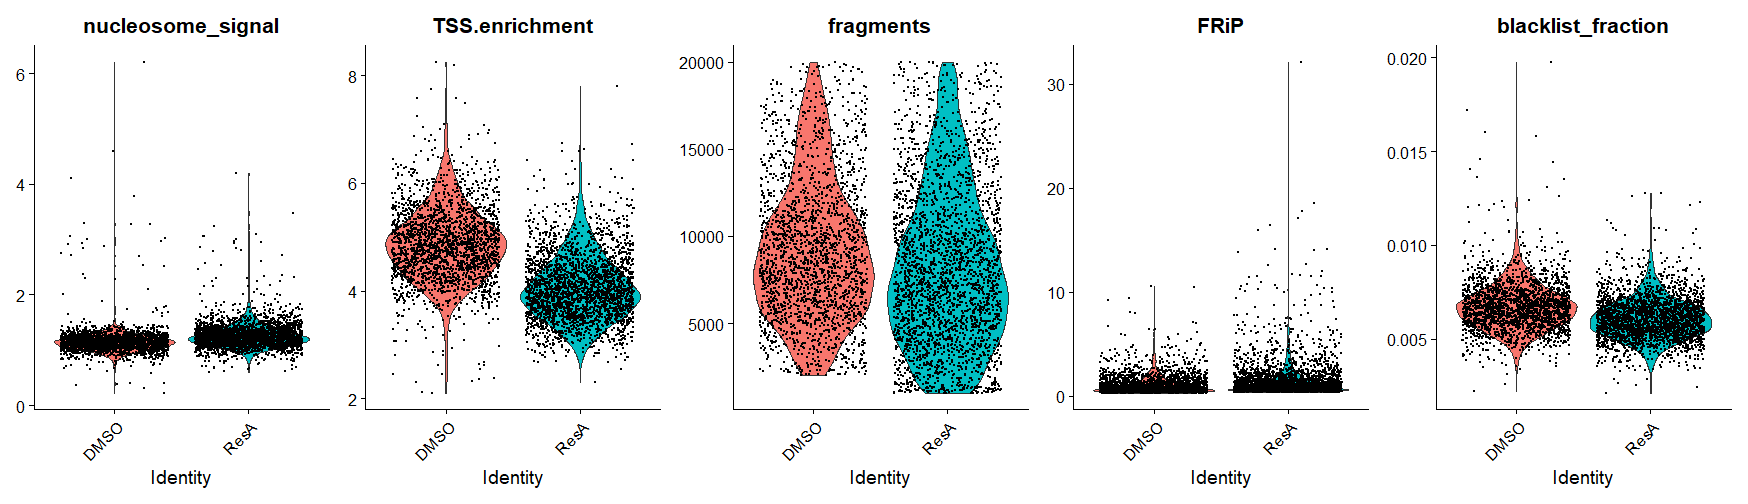 nucleosome_signal
6
4
2
0
DMSO
ResA
Identity
TSS.enrichment
8
6
4
2
DMSO
ResA
Identity
fragments
20000
15000
10000
5000
DMSO
ResA
Identity
FRiP
30
20
10
0
DMSO
ResA
Identity
blacklist_fraction
0.020
0.015
0.010
0.005
DMSO
ResA
Identity